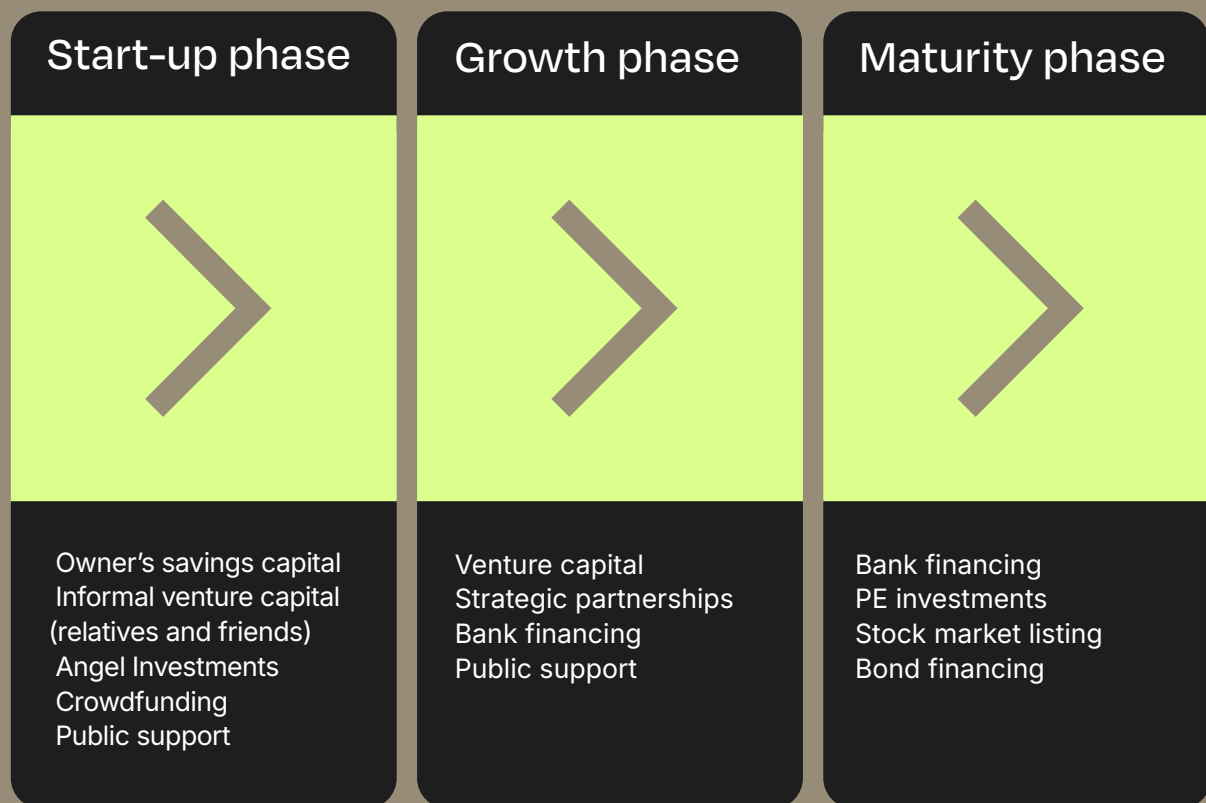 Start-up phase
Growth phase
Maturity phase
Owner’s savings capital
Informal venture capital
(relatives and friends)
Angel Investments
Crowdfunding
Public support
Venture capital
Strategic partnerships
Bank financing
Public support
Bank financing
PE investments
Stock market listing
Bond financing